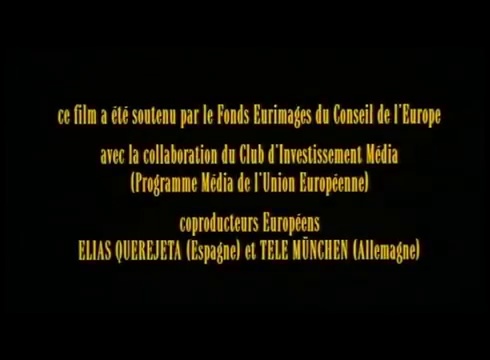 ce film a été soutenu par le Fonds Eurimages du Conseil de l'Europe
avec la collaboration du Club d'Investissement Média
(Programme Média de l'Union Européenne)
coproducteurs Européens
ELIAS QUEREJETA (Espagne) et TELE MÜNCHEN (Allemagne)